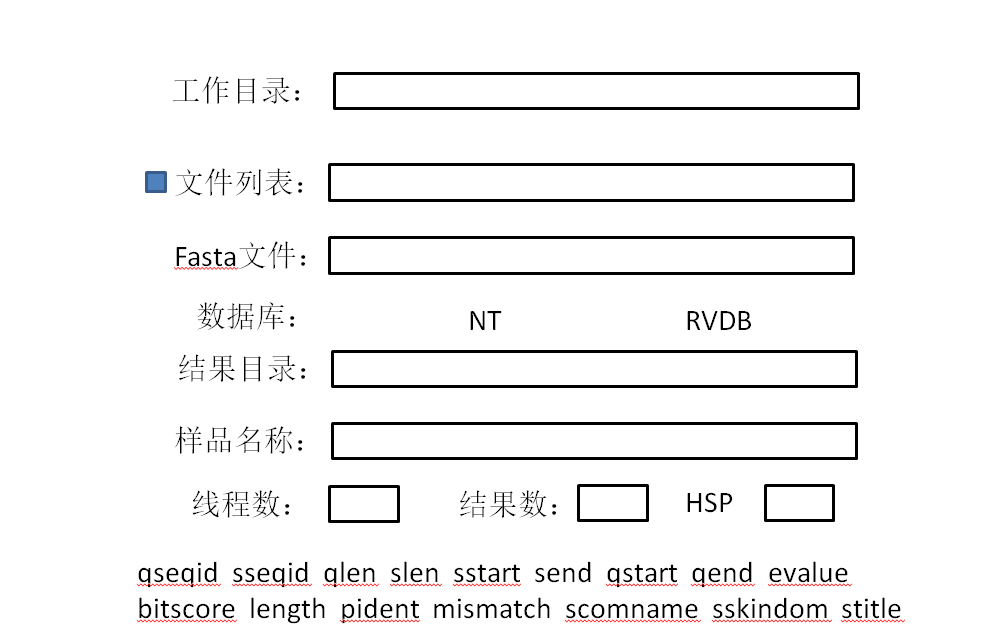 工作目录：
文件列表：
Fasta文件：
数据库： NT RVDB
结果目录：
样品名称：
线程数： 结果数： HSP
qseqid sseqid qlen slen sstart send qstart qend evalue
bitscore length pident mismatch scomname sskindom stitle